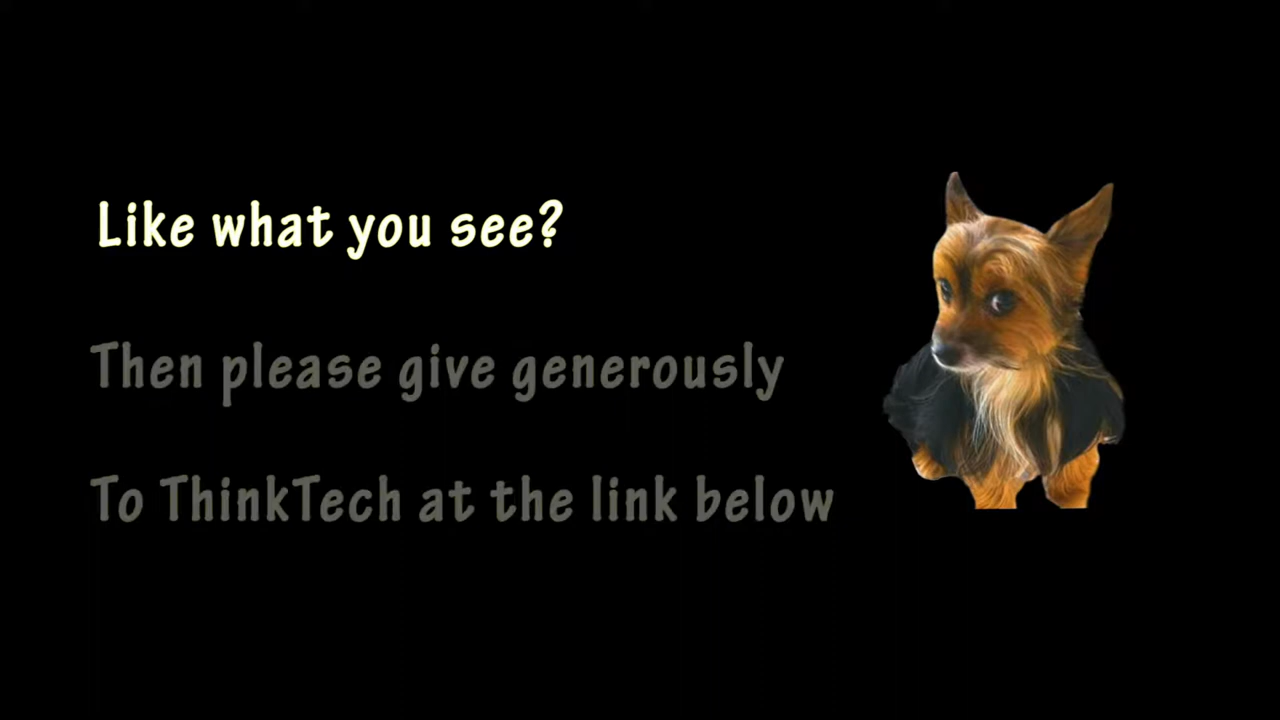 Like what you see?
Then please give generously
To ThinkTech at the link below